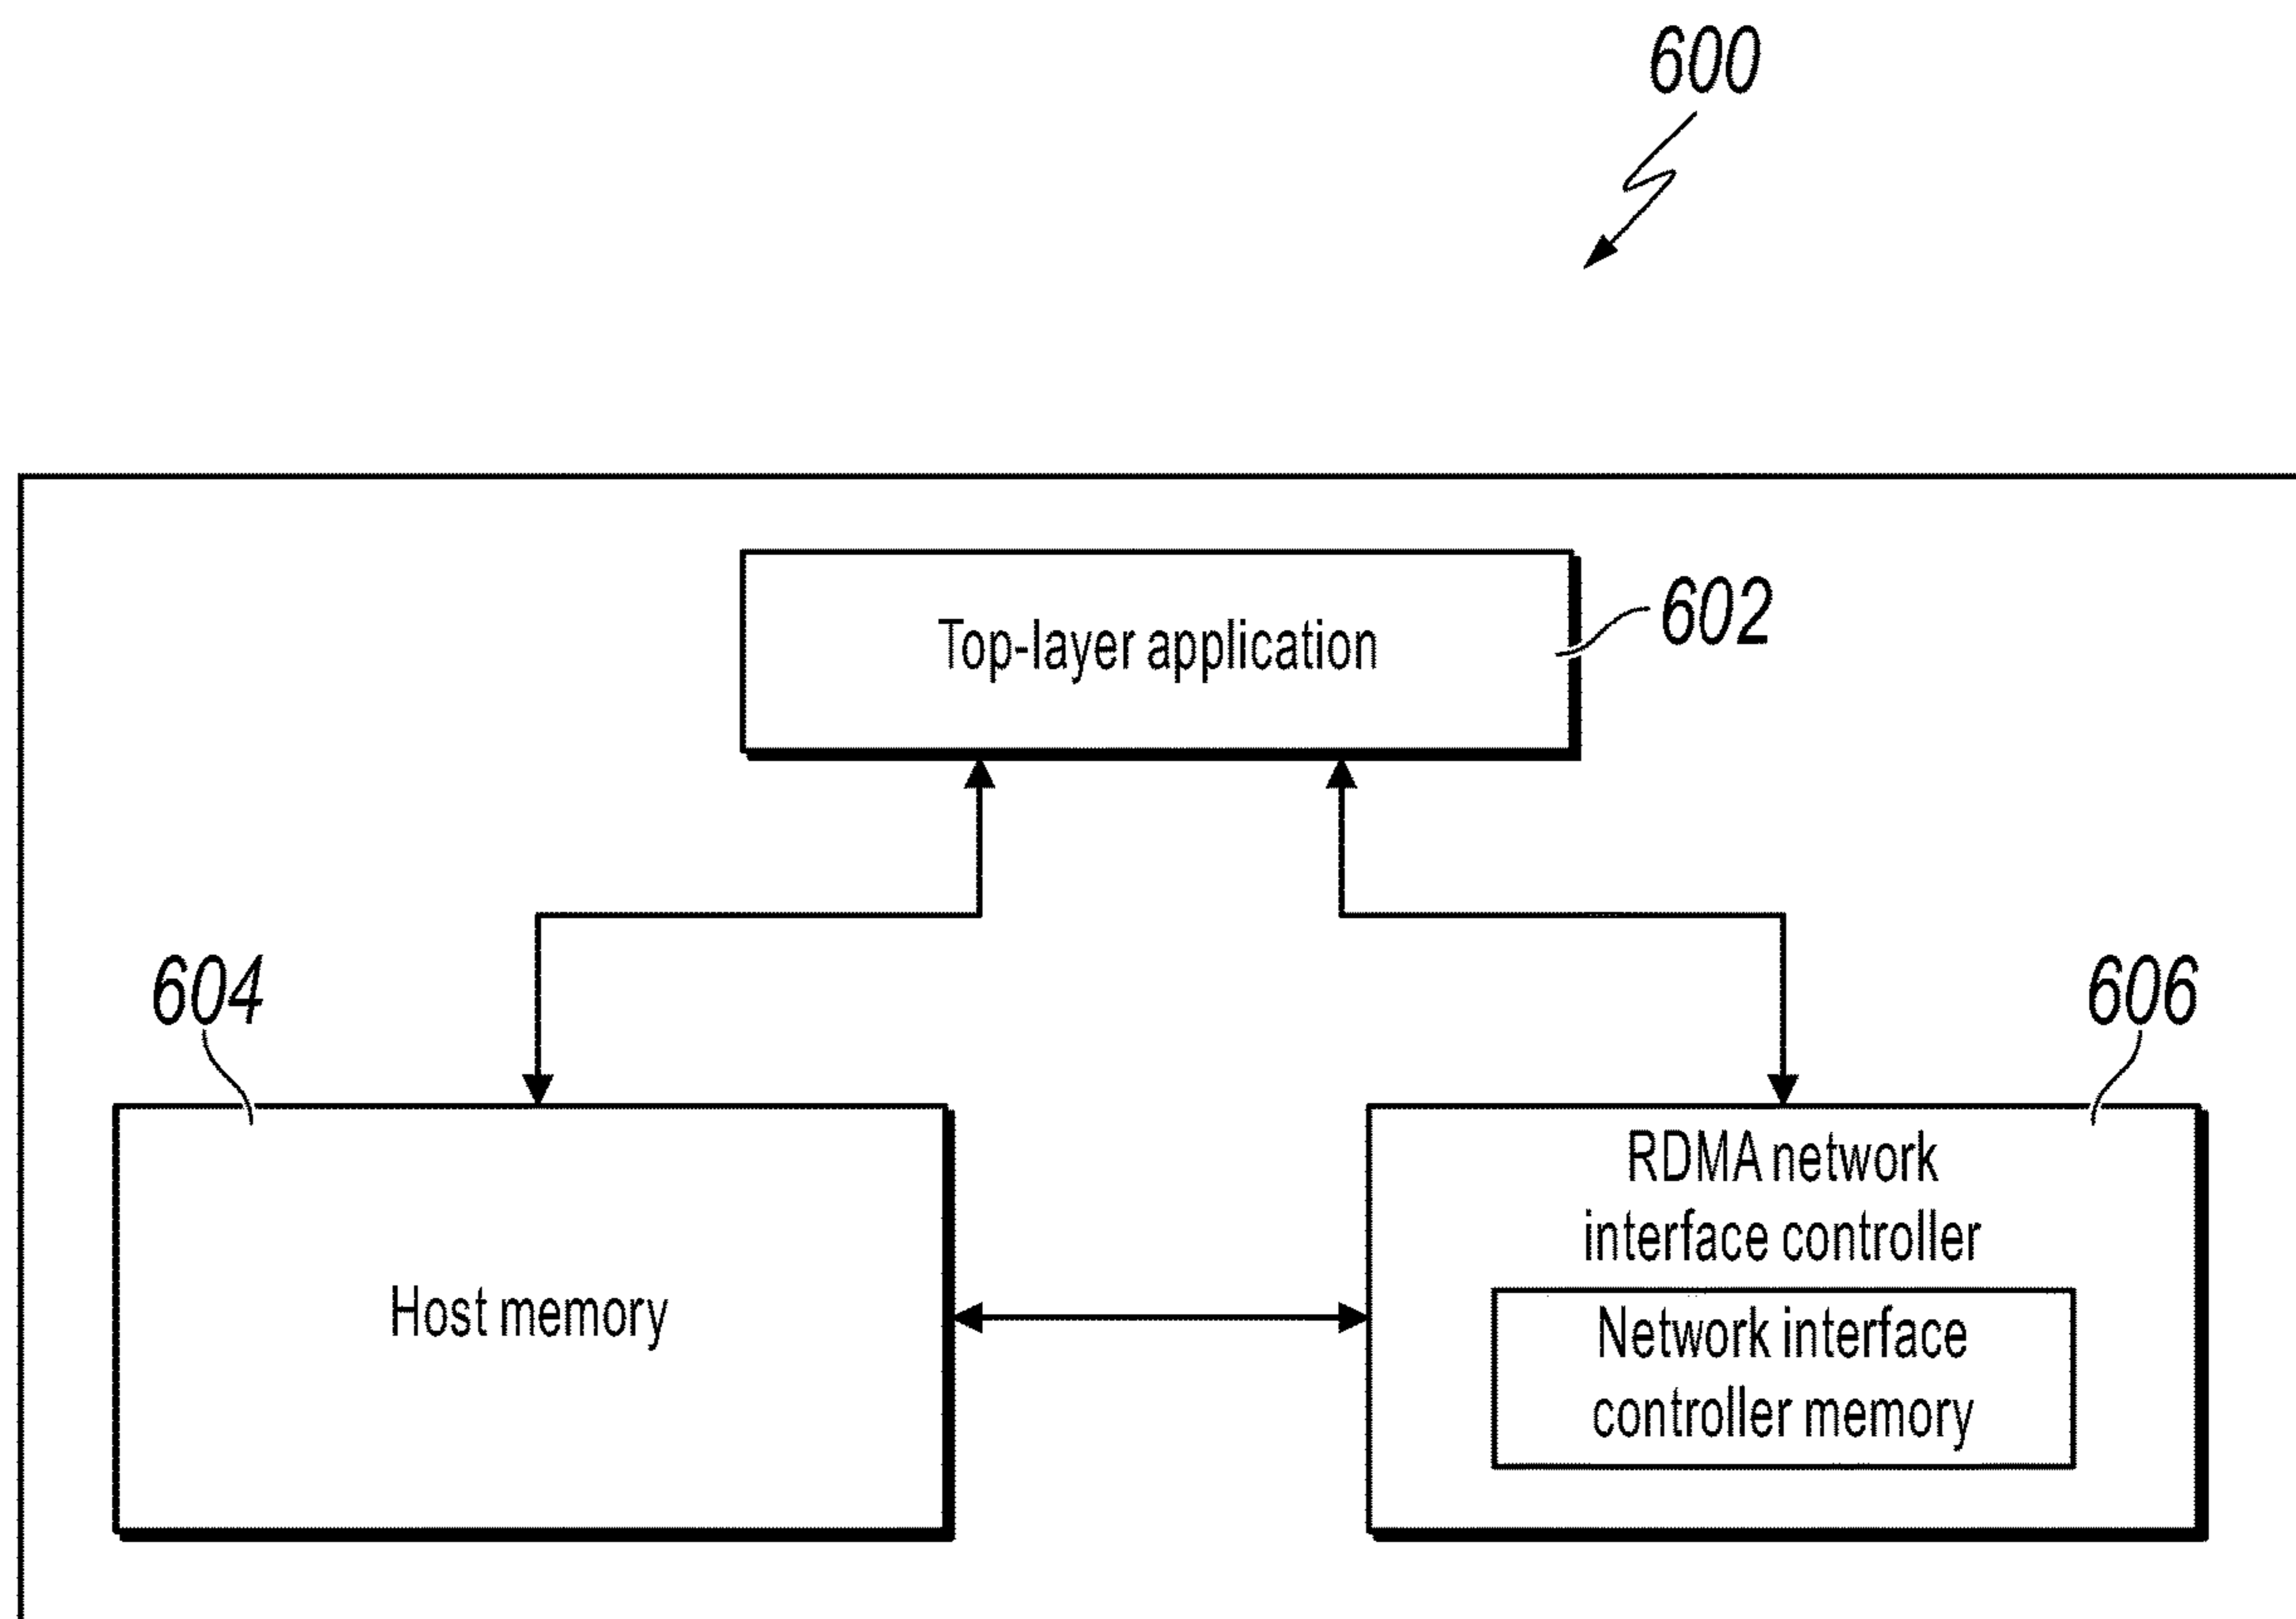 600
Top-layer application
602
604
606
Host memory
RDMA network
interface controller
Network interface
controller memory